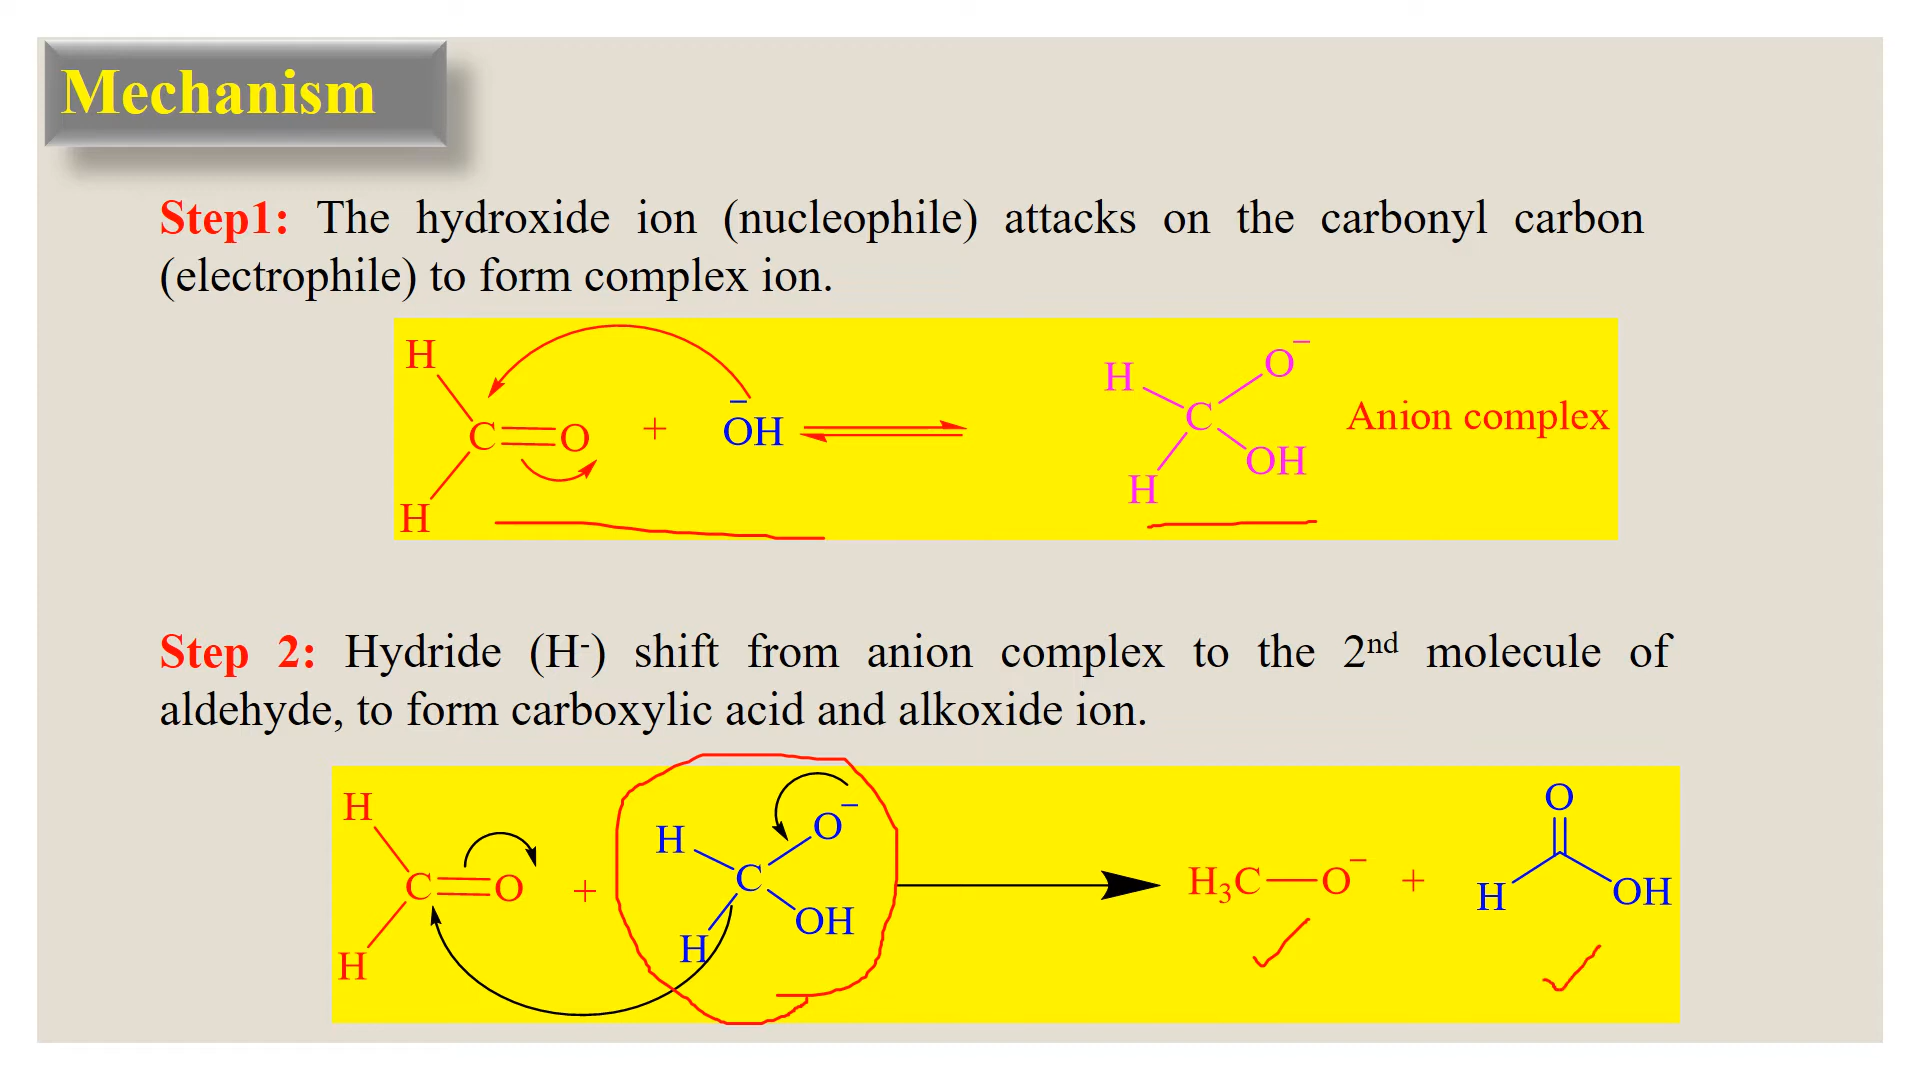 Mechanism
Step1: The hydroxide ion (nucleophile) attacks on the carbonyl carbon
(electrophile) to form complex ion.
H
H
O⁻
C
O
+
⁻OH
C
Anion complex
OH
H
H
Step 2: Hydride (H⁻) shift from anion complex to the 2nd molecule of
aldehyde, to form carboxylic acid and alkoxide ion.
H
H
O⁻
O
C
O
+
C
H₃C
O⁻
+
H
OH
OH
H
H